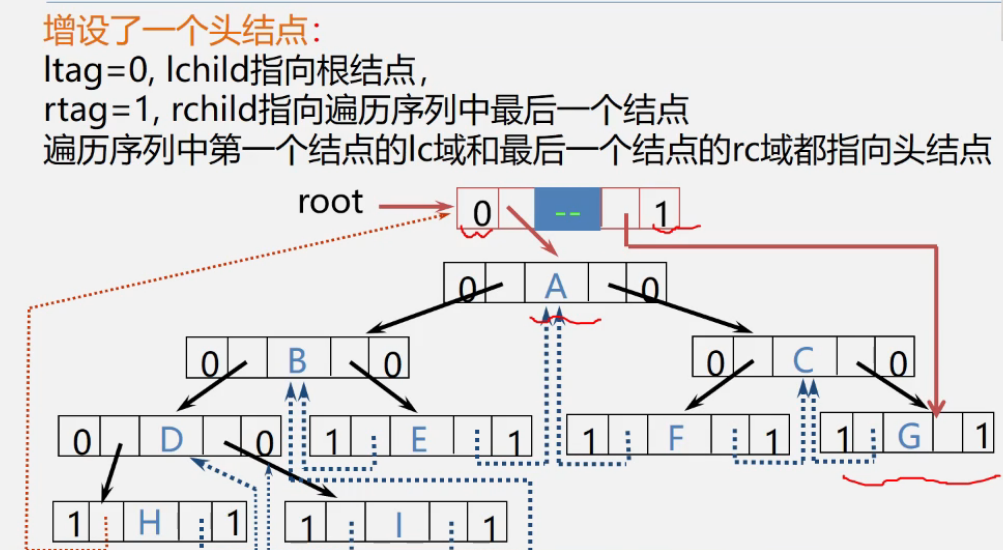 增设了一个头结点：
ltag=0, lchild指向根结点，
rtag=1, rchild指向遍历序列中最后一个结点
遍历序列中第一个结点的lc域和最后一个结点的rc域都指向头结点
root 0 -- 1
0 A 0
0 B 0 0 C 0
0 D 0 1 E 1 1 F 1 1 G 1
1 H 1 1 I 1